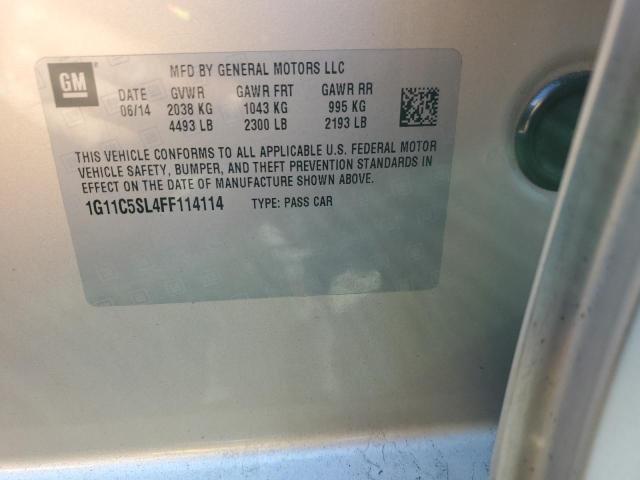 GM MFD BY GENERAL MOTORS LLC
DATE GVWR GAWR FRT GAWR RR
06/14 2038 KG 1043 KG 995 KG
4493 LB 2300 LB 2193 LB
THIS VEHICLE CONFORMS TO ALL APPLICABLE U.S. FEDERAL MOTOR
VEHICLE SAFETY, BUMPER, AND THEFT PREVENTION STANDARDS IN
EFFECT ON THE DATE OF MANUFACTURE SHOWN ABOVE.
1G11C5SL4FF114114 TYPE: PASS CAR